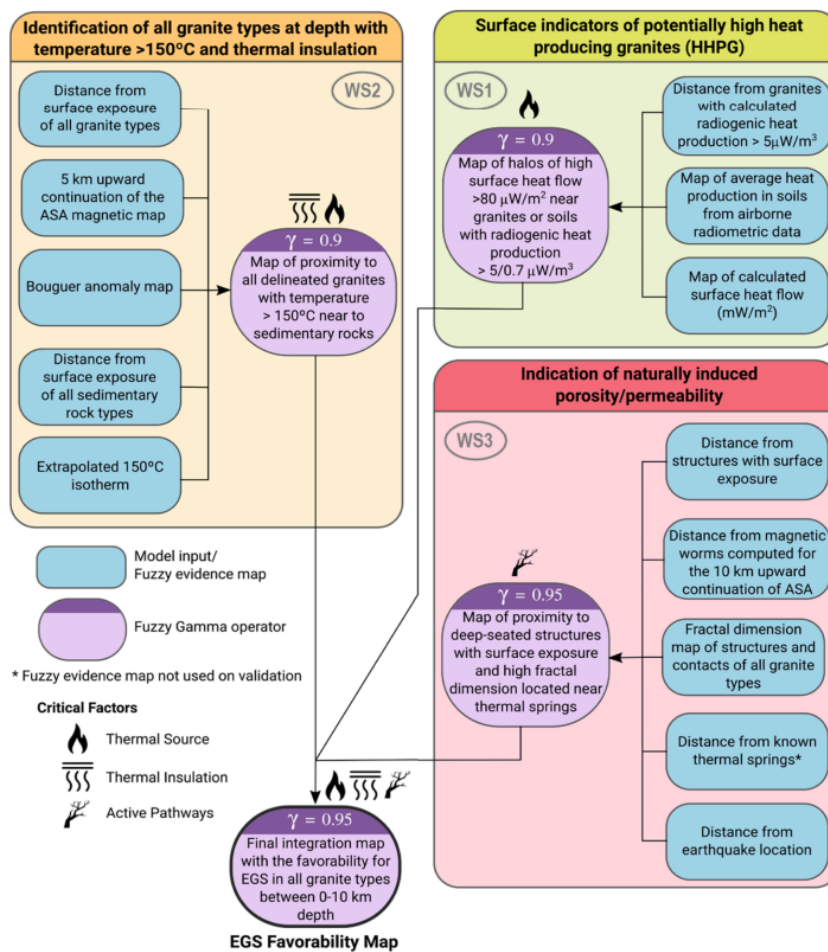 Identification of all granite types at depth with
temperature >150ºC and thermal insulation
WS2
Distance from
surface exposure
of all granite types
5 km upward
continuation of the
ASA magnetic map
Bouguer anomaly map
Distance from
surface exposure
of all sedimentary
rock types
Extrapolated 150ºC
isotherm
γ = 0.9
Map of proximity to
all delineated granites
with temperature
> 150ºC near to
sedimentary rocks
Surface indicators of potentially high heat
producing granites (HHPG)
WS1
γ = 0.9
Map of halos of high
surface heat flow
>80 μW/m² near
granites or soils
with radiogenic heat
production
> 5/0.7 μW/m³
Distance from granites
with calculated
radiogenic heat
production > 5μW/m³
Map of average heat
production in soils
from airborne
radiometric data
Map of calculated
surface heat flow
(mW/m²)
Indication of naturally induced
porosity/permeability
WS3
γ = 0.95
Map of proximity to
deep-seated structures
with surface exposure
and high fractal
dimension located near
thermal springs
Distance from
structures with surface
exposure
Distance from magnetic
worms computed for
the 10 km upward
continuation of ASA
Fractal dimension
map of structures and
contacts of all granite
types
Distance from known
thermal springs*
Distance from
earthquake location
Model input/
Fuzzy evidence map
Fuzzy Gamma operator
* Fuzzy evidence map not used on validation
Critical Factors
Thermal Source
Thermal Insulation
Active Pathways
γ = 0.95
Final integration map
with the favorability for
EGS in all granite types
between 0-10 km
depth
EGS Favorability Map